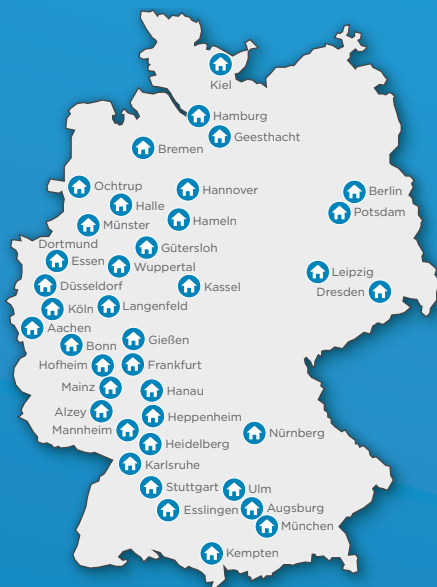 Kiel
Hamburg
Geesthacht
Bremen
Ochtrup
Hannover
Berlin
Halle
Potsdam
Münster
Hameln
Dortmund
Gütersloh
Essen
Wuppertal
Leipzig
Düsseldorf
Kassel
Dresden
Köln
Langenfeld
Aachen
Bonn
Gießen
Hofheim
Frankfurt
Mainz
Hanau
Alzey
Heppenheim
Mannheim
Nürnberg
Heidelberg
Karlsruhe
Stuttgart
Ulm
Esslingen
Augsburg
München
Kempten